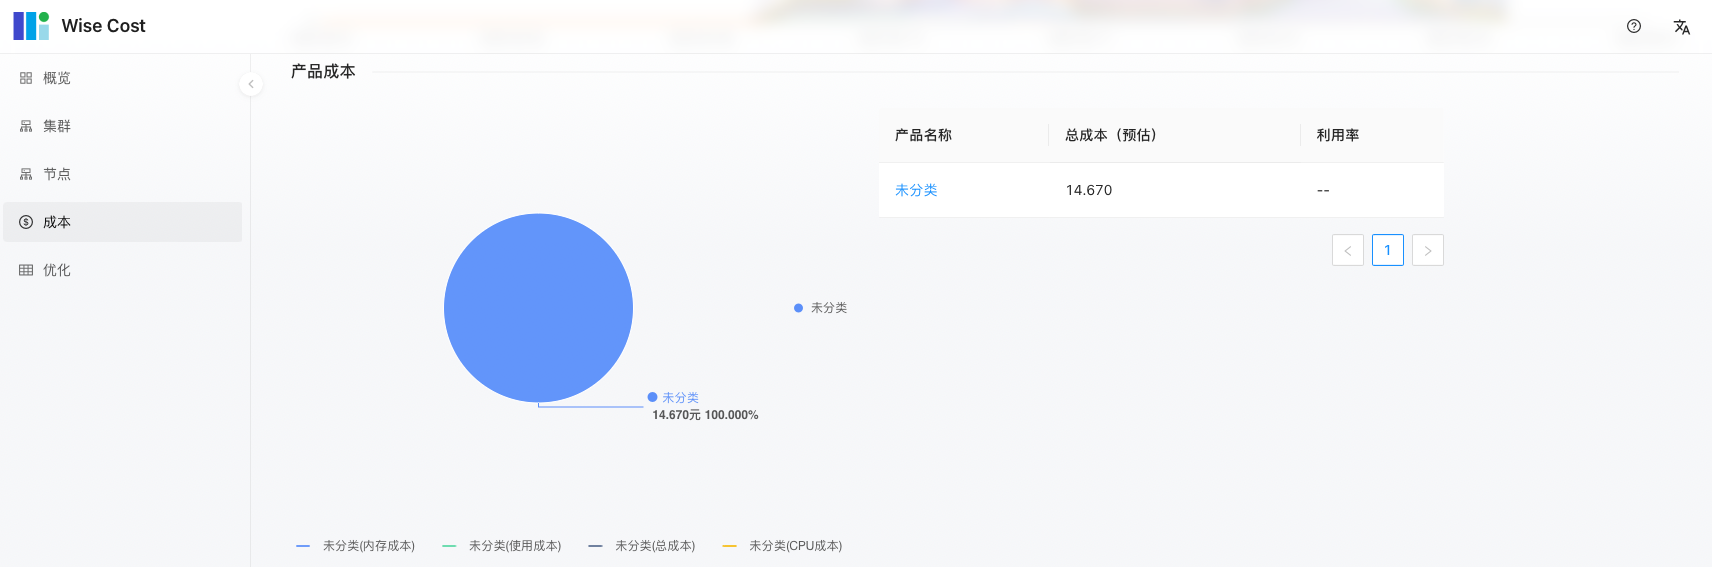 Wise Cost
概览
集群
节点
成本
优化
产品成本
产品名称 总成本（预估） 利用率
未分类 14.670 --
1
未分类
未分类
14.670元 100.000%
未分类(内存成本) 未分类(使用成本) 未分类(总成本) 未分类(CPU成本)